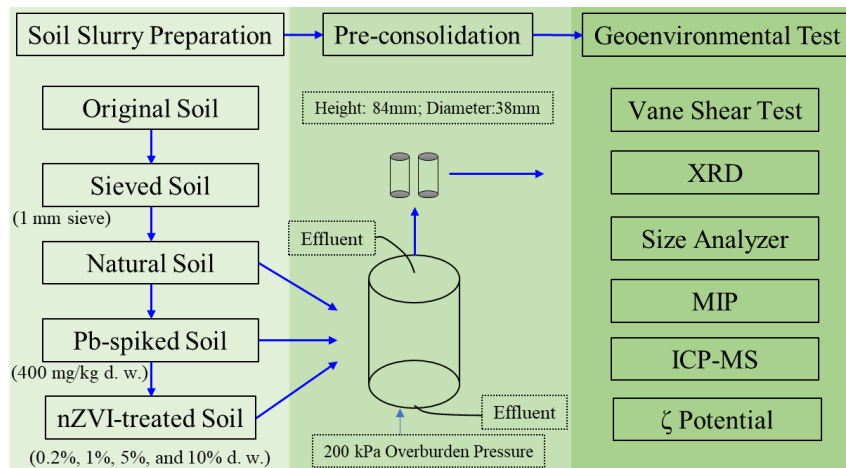 Soil Slurry Preparation
Pre-consolidation
Geoenvironmental Test
Original Soil
Sieved Soil
(1 mm sieve)
Natural Soil
Pb-spiked Soil
(400 mg/kg d. w.)
nZVI-treated Soil
(0.2%, 1%, 5%, and 10% d. w.)
Height: 84mm; Diameter:38mm
Effluent
Effluent
200 kPa Overburden Pressure
Vane Shear Test
XRD
Size Analyzer
MIP
ICP-MS
ζ Potential